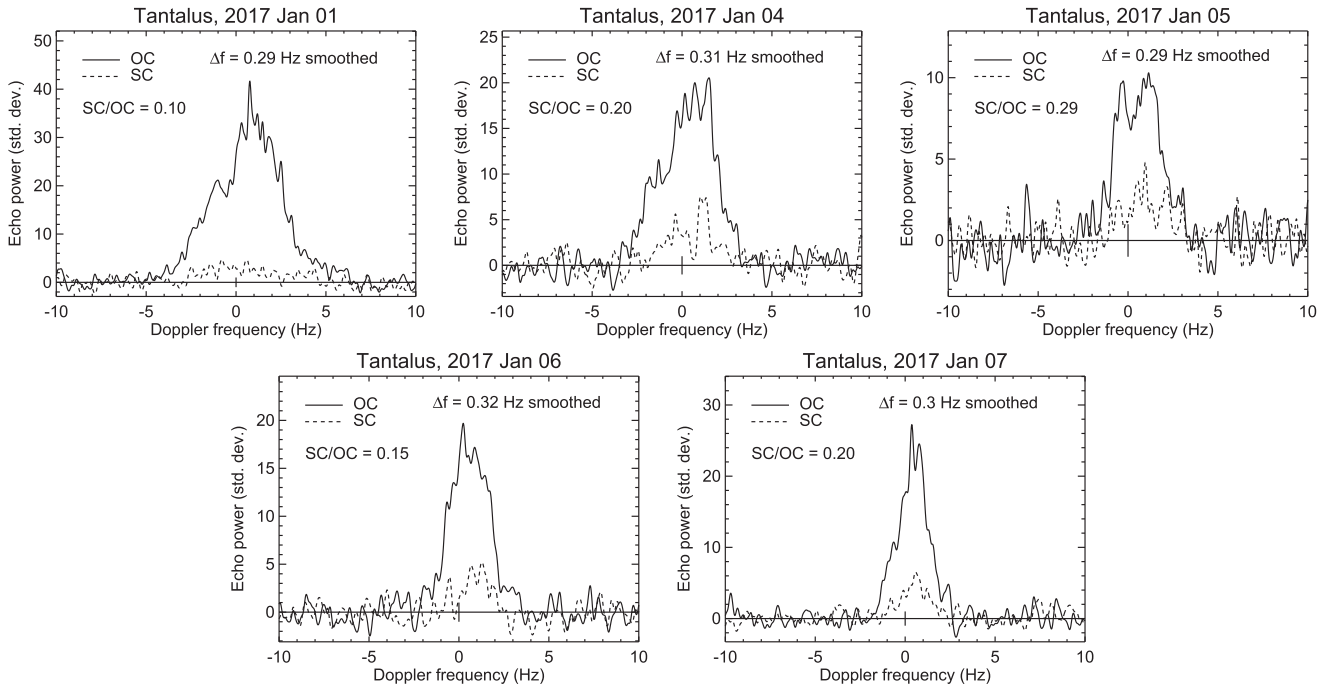 Tantalus, 2017 Jan 01
OC
Δf = 0.29 Hz smoothed
SC
SC/OC = 0.10
Echo power (std. dev.)
50
40
30
20
10
0
-10 -5 0 5 10
Doppler frequency (Hz)
Tantalus, 2017 Jan 04
OC
Δf = 0.31 Hz smoothed
SC
SC/OC = 0.20
Echo power (std. dev.)
25
20
15
10
5
0
-10 -5 0 5 10
Doppler frequency (Hz)
Tantalus, 2017 Jan 05
OC
Δf = 0.29 Hz smoothed
SC
SC/OC = 0.29
Echo power (std. dev.)
10
5
0
-10 -5 0 5 10
Doppler frequency (Hz)
Tantalus, 2017 Jan 06
OC
Δf = 0.32 Hz smoothed
SC
SC/OC = 0.15
Echo power (std. dev.)
20
15
10
5
0
-10 -5 0 5 10
Doppler frequency (Hz)
Tantalus, 2017 Jan 07
OC
Δf = 0.3 Hz smoothed
SC
SC/OC = 0.20
Echo power (std. dev.)
30
20
10
0
-10 -5 0 5 10
Doppler frequency (Hz)